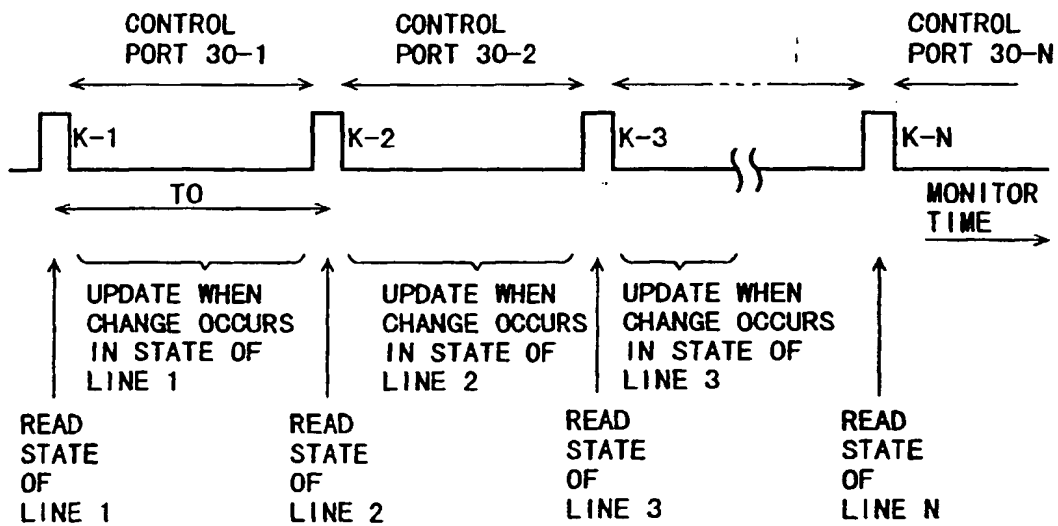 CONTROL
PORT 30-1
CONTROL
PORT 30-2
CONTROL
PORT 30-N
K-1
K-2
K-3
K-N
TO
MONITOR
TIME
UPDATE WHEN
CHANGE OCCURS
IN STATE OF
LINE 1
UPDATE WHEN
CHANGE OCCURS
IN STATE OF
LINE 2
UPDATE WHEN
CHANGE OCCURS
IN STATE OF
LINE 3
READ
STATE
OF
LINE 1
READ
STATE
OF
LINE 2
READ
STATE
OF
LINE 3
READ
STATE
OF
LINE N